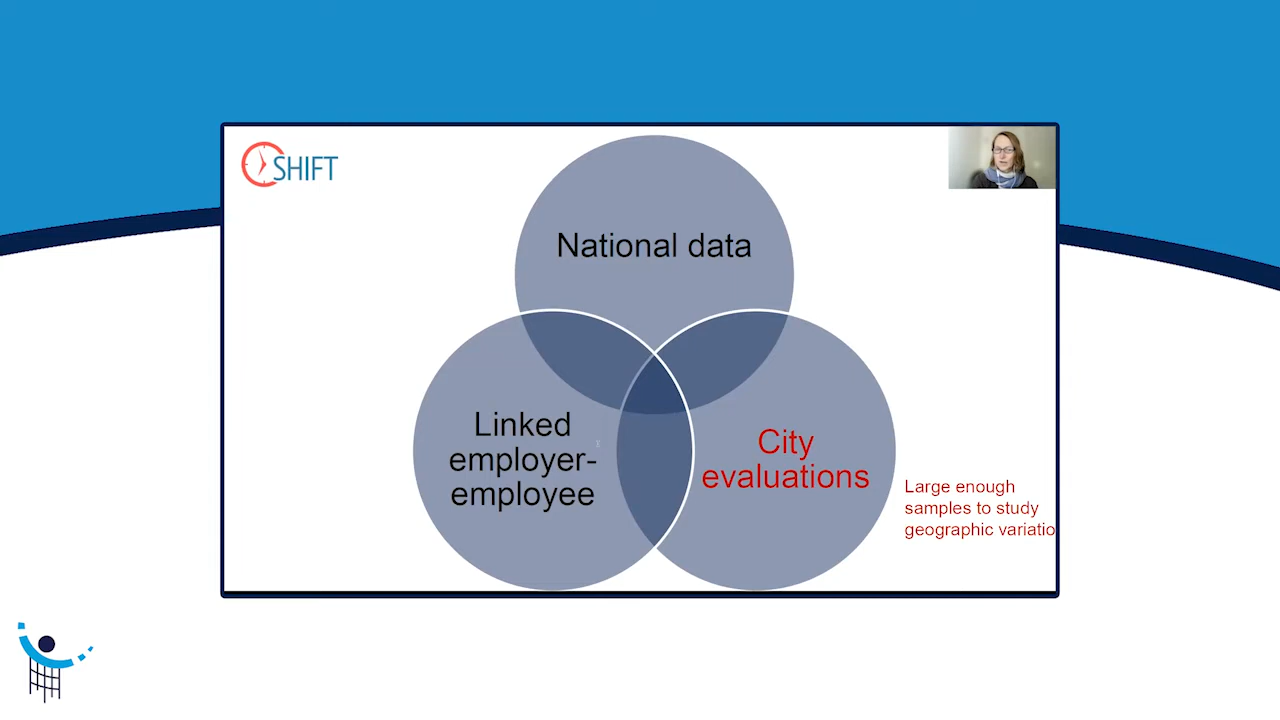 SHIFT
National data
Linked
employer-
employee
City
evaluations
Large enough
samples to study
geographic variatio